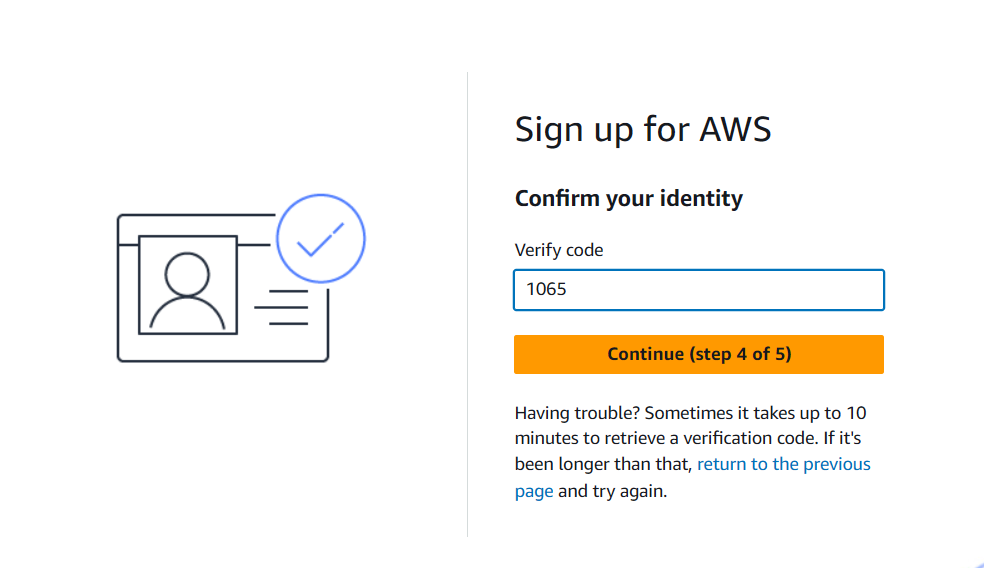 Sign up for AWS
Confirm your identity
Verify code
1065
Continue (step 4 of 5)
Having trouble? Sometimes it takes up to 10
minutes to retrieve a verification code. If it's
been longer than that, return to the previous
page and try again.